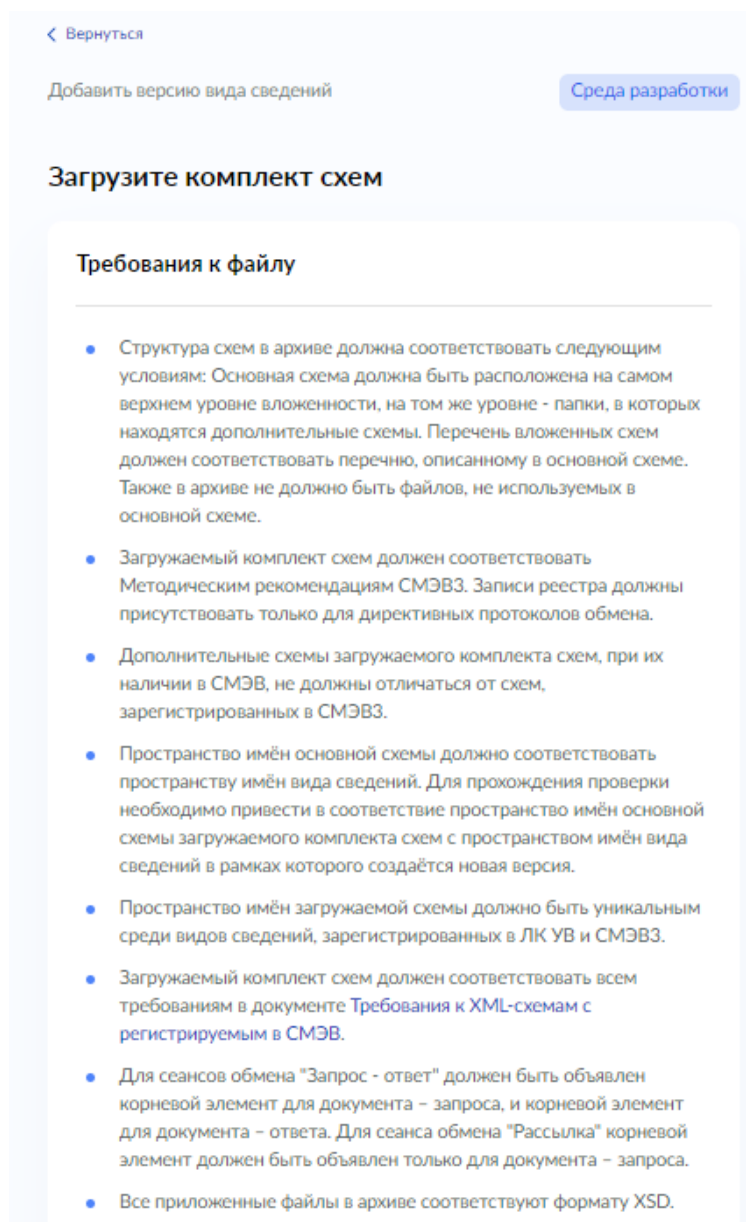 Вернуться
Добавить версию вида сведений
Среда разработки
Загрузите комплект схем
Требования к файлу
Структура схем в архиве должна соответствовать следующим
условиям: Основная схема должна быть расположена на самом
верхнем уровне вложенности, на том же уровне - папки, в которых
находятся дополнительные схемы. Перечень вложенных схем
должен соответствовать перечню, описанному в основной схеме.
Также в архиве не должно быть файлов, не используемых в
основной схеме.
Загружаемый комплект схем должен соответствовать
Методическим рекомендациям СМЭВ3. Записи реестра должны
присутствовать только для директивных протоколов обмена.
Дополнительные схемы загружаемого комплекта схем, при их
наличии в СМЭВ, не должны отличаться от схем,
зарегистрированных в СМЭВ3.
Пространство имён основной схемы должно соответствовать
пространству имён вида сведений. Для прохождения проверки
необходимо привести в соответствие пространство имён основной
схемы загружаемого комплекта схем с пространством имён вида
сведений в рамках которого создаётся новая версия.
Пространство имён загружаемой схемы должно быть уникальным
среди видов сведений, зарегистрированных в ЛК УВ и СМЭВ3.
Загружаемый комплект схем должен соответствовать всем
требованиям в документе Требования к XML-схемам с
регистрируемым в СМЭВ.
Для сеансов обмена "Запрос - ответ" должен быть объявлен
корневой элемент для документа – запроса, и корневой элемент
для документа – ответа. Для сеанса обмена "Рассылка" корневой
элемент должен быть объявлен только для документа – запроса.
Все приложенные файлы в архиве соответствуют формату XSD.